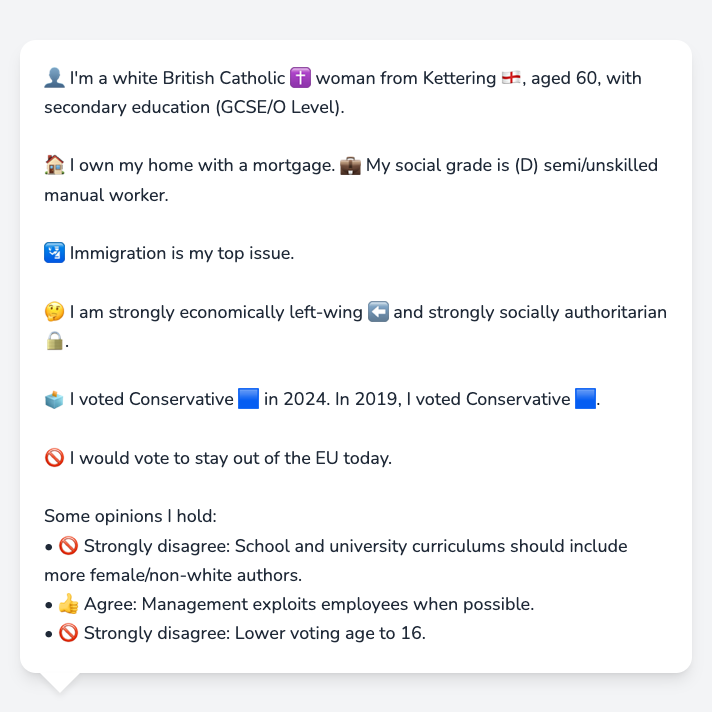 👤 I'm a white British Catholic ✝️ woman from Kettering 🏴󠁧󠁢󠁥󠁮󠁧󠁿, aged 60, with
secondary education (GCSE/O Level).
🏠 I own my home with a mortgage. 💼 My social grade is (D) semi/unskilled
manual worker.
🛂 Immigration is my top issue.
🤔 I am strongly economically left-wing ⬅️ and strongly socially authoritarian
🔒.
🗳️ I voted Conservative 🟦 in 2024. In 2019, I voted Conservative 🟦.
🚫 I would vote to stay out of the EU today.
Some opinions I hold:
• 🚫 Strongly disagree: School and university curriculums should include
more female/non-white authors.
• 👍 Agree: Management exploits employees when possible.
• 🚫 Strongly disagree: Lower voting age to 16.